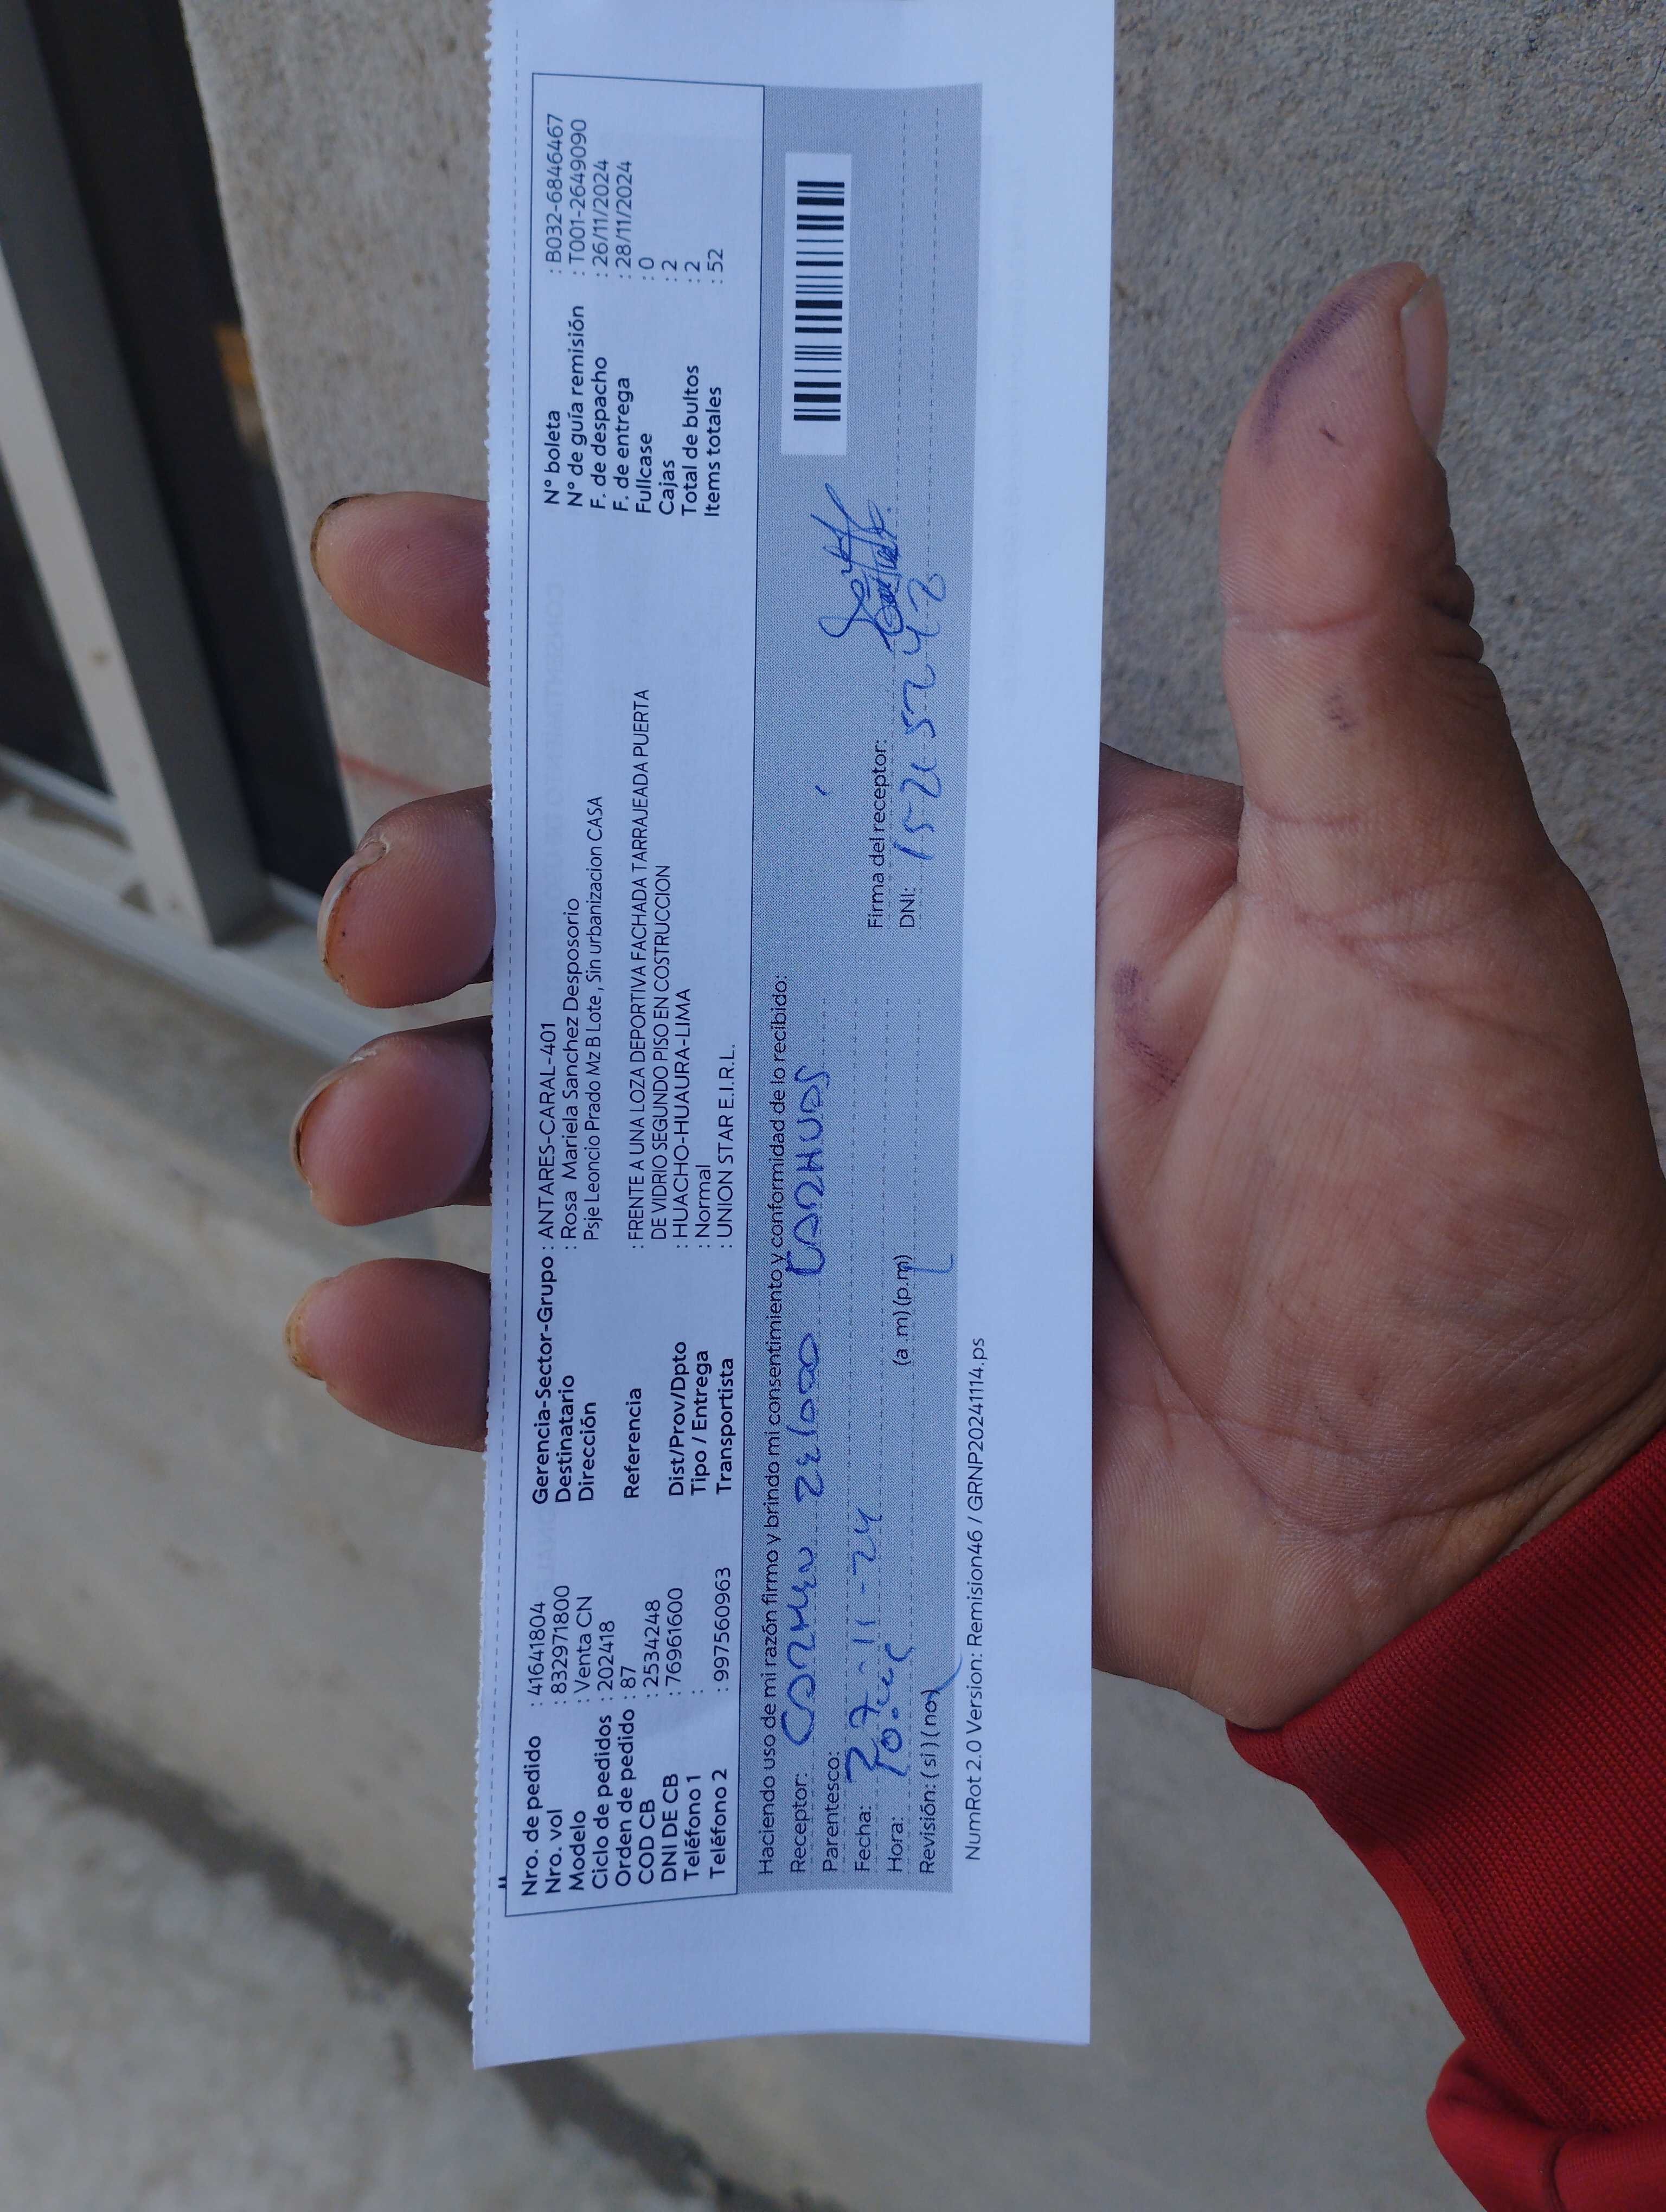 Nro. de pedido : 41641804
Nro. vol : 832971800
Modelo : Venta CN
Ciclo de pedidos : 202418
Orden de pedido : 87
COD CB : 2534248
DNI DE CB : 76961600
Teléfono 1 :
Teléfono 2 : 997560963
Gerencia-Sector-Grupo : ANTARES-CARAL-401
Destinatario : Rosa Mariela Sanchez Desposorio
Dirección Psje Leoncio Prado Mz B Lote , Sin urbanizacion CASA
Referencia : FRENTE A UNA LOZA DEPORTIVA FACHADA TARRAJEADA PUERTA
DE VIDRIO SEGUNDO PISO EN COSTRUCCION
Dist/Prov/Dpto : HUACHO-HUAURA-LIMA
Tipo / Entrega : Normal
Transportista : UNION STAR E.I.R.L.
N° boleta : B032-6846467
N° de guía remisión : T001-2649090
F. de despacho : 26/11/2024
F. de entrega : 28/11/2024
Fullcase : 0
Cajas : 2
Total de bultos : 2
Items totales : 52
Haciendo uso de mi razón firmo y brindo mi consentimiento y conformidad de lo recibido:
Receptor:
Parentesco:
Fecha: 27-11-24
Hora: (a .m) (p.m)
Revisión: ( si ) ( no)
Firma del receptor:
DNI:
NumRot 2.0 Version: Remision46 / GRNP20241114.ps